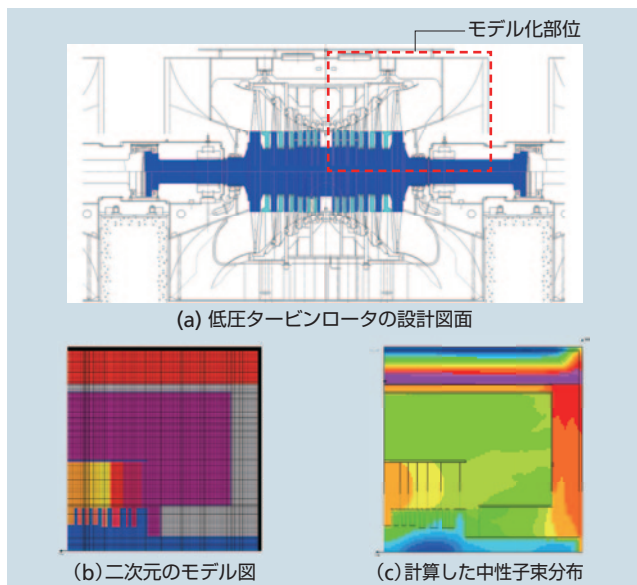 モデル化部位
(a) 低圧タービンロータの設計図面
(b)二次元のモデル図
(c)計算した中性子束分布